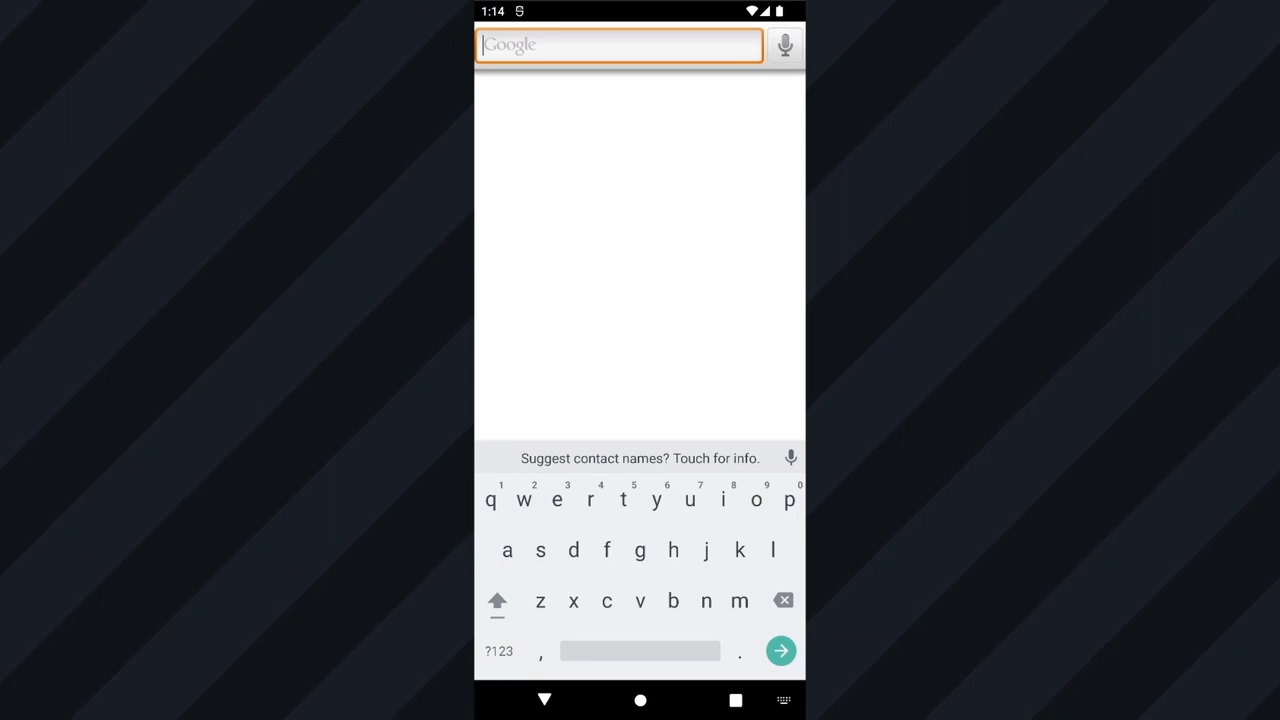 1:14
Google
Suggest contact names? Touch for info.
1 2 3 4 5 6 7 8 9 0
q w e r t y u i o p
a s d f g h j k l
z x c v b n m
?123 , .